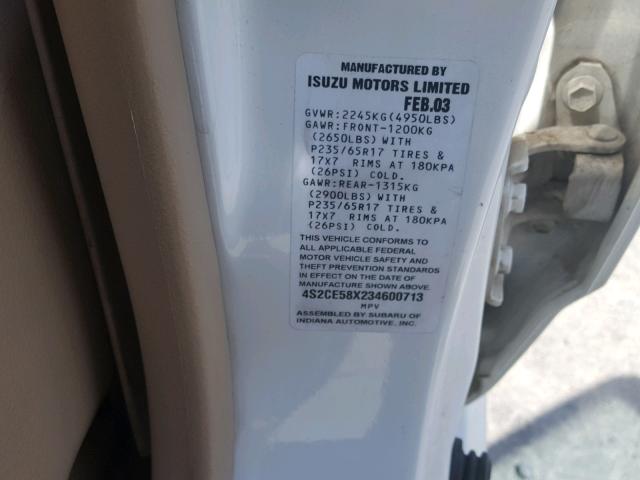 MANUFACTURED BY
ISUZU MOTORS LIMITED
FEB.03
GVWR:2245KG(4950LBS)
GAWR:FRONT-1200KG
(2650LBS) WITH
P235/65R17 TIRES &
17X7 RIMS AT 180KPA
(26PSI) COLD.
GAWR:REAR-1315KG
(2900LBS) WITH
P235/65R17 TIRES &
17X7 RIMS AT 180KPA
(26PSI) COLD.
THIS VEHICLE CONFORMS TO
ALL APPLICABLE FEDERAL
MOTOR VEHICLE SAFETY AND
THEFT PREVENTION STANDARDS
IN EFFECT ON THE DATE OF
MANUFACTURE SHOWN ABOVE.
4S2CE58X234600713
MPV
ASSEMBLED BY SUBARU OF
INDIANA AUTOMOTIVE, INC.